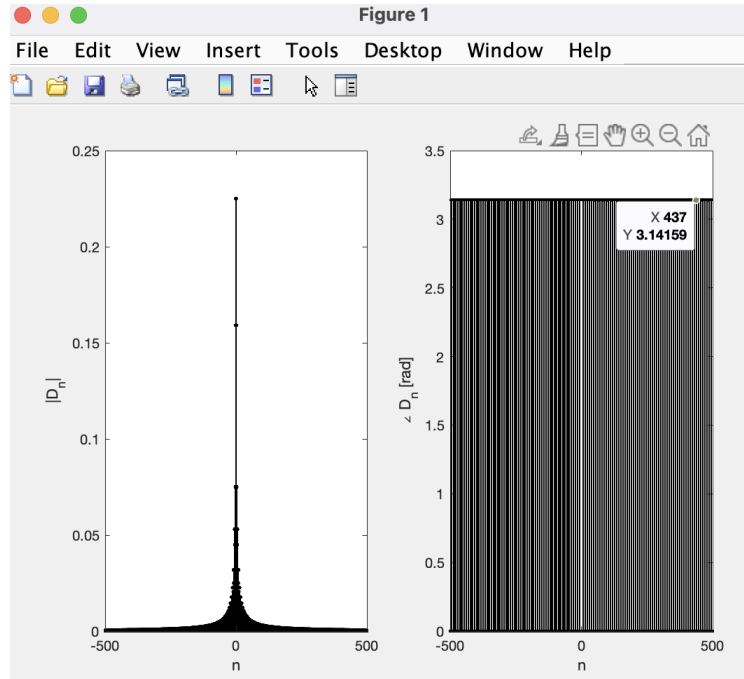 Figure 1
File Edit View Insert Tools Desktop Window Help
0.25
0.2
0.15
0.1
0.05
0
|Dn|
-500 0 500
n
3.5
3
2.5
2
1.5
1
0.5
0
∠ Dn [rad]
X 437
Y 3.14159
-500 0 500
n